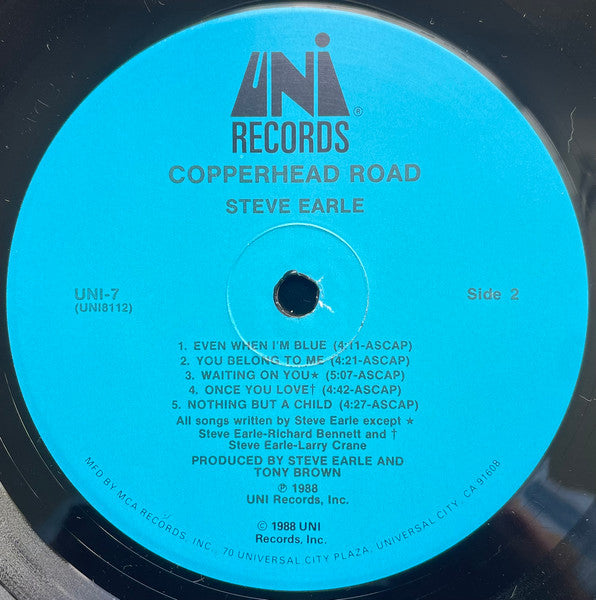 UNI
®
RECORDS
COPPERHEAD ROAD
STEVE EARLE
UNI-7
(UNI8112)
Side 2
1. EVEN WHEN I'M BLUE (4:11-ASCAP)
2. YOU BELONG TO ME (4:21-ASCAP)
3. WAITING ON YOU★ (5:07-ASCAP)
4. ONCE YOU LOVE† (4:42-ASCAP)
5. NOTHING BUT A CHILD (4:27-ASCAP)
All songs written by Steve Earle except ★
Steve Earle-Richard Bennett and †
Steve Earle-Larry Crane
PRODUCED BY STEVE EARLE AND
TONY BROWN
℗ 1988
UNI Records, Inc.
© 1988 UNI
Records, Inc.
MFD BY MCA RECORDS, INC., 70 UNIVERSAL CITY PLAZA, UNIVERSAL CITY, CA 91608